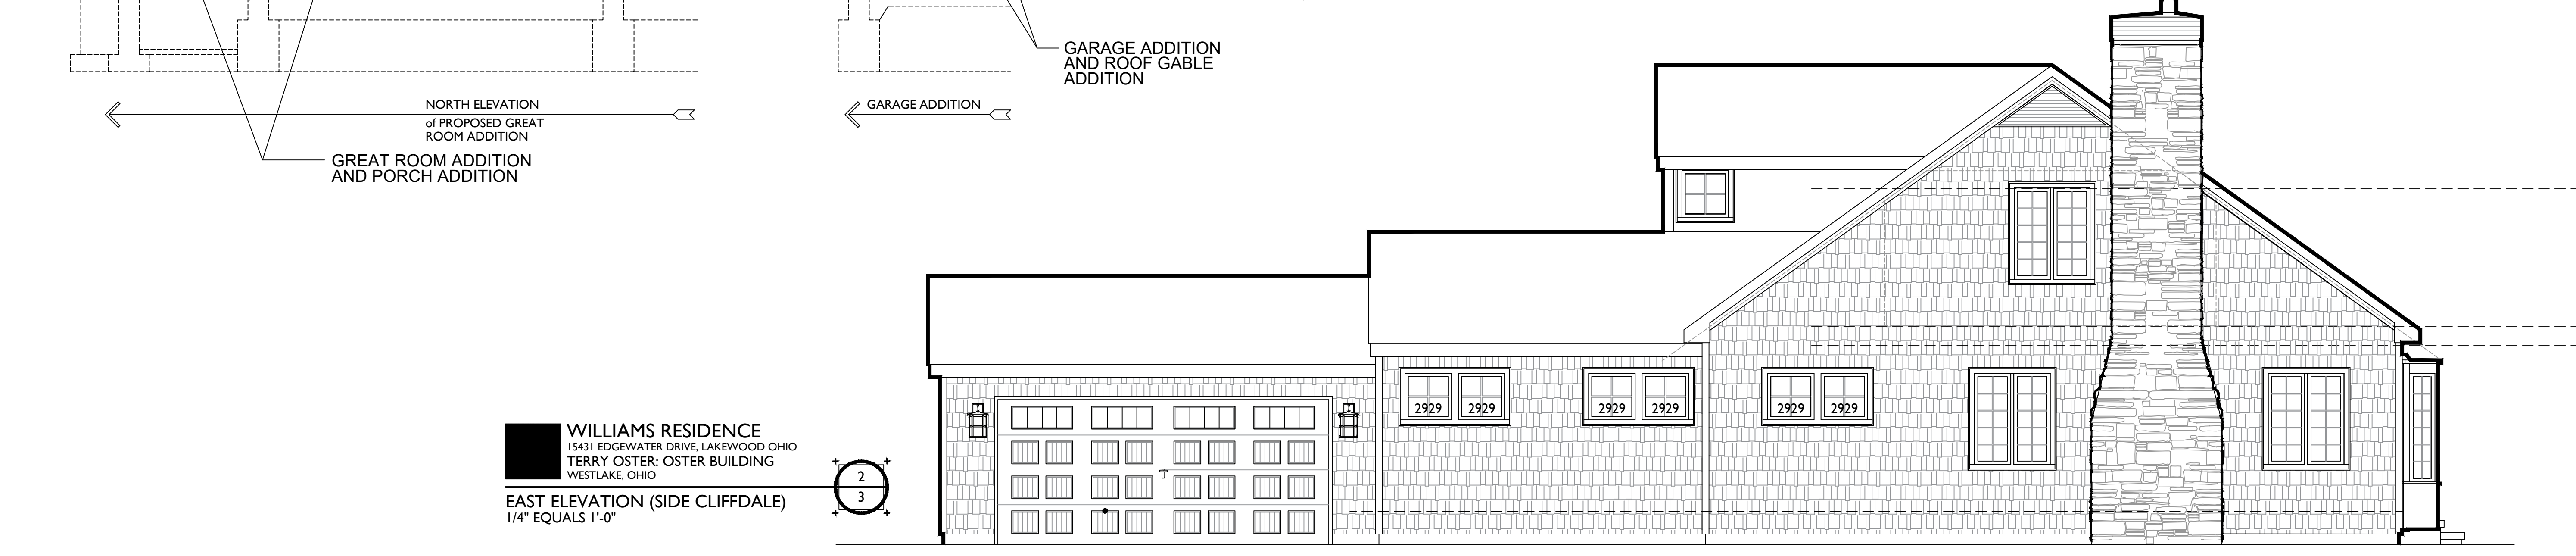 GARAGE ADDITION
AND ROOF GABLE
ADDITION
NORTH ELEVATION
of PROPOSED GREAT
ROOM ADDITION
GARAGE ADDITION
GREAT ROOM ADDITION
AND PORCH ADDITION
2929 2929 2929 2929 2929 2929
WILLIAMS RESIDENCE
15431 EDGEWATER DRIVE, LAKEWOOD OHIO
TERRY OSTER: OSTER BUILDING
WESTLAKE, OHIO
EAST ELEVATION (SIDE CLIFFDALE)
1/4" EQUALS 1'-0"
2
3